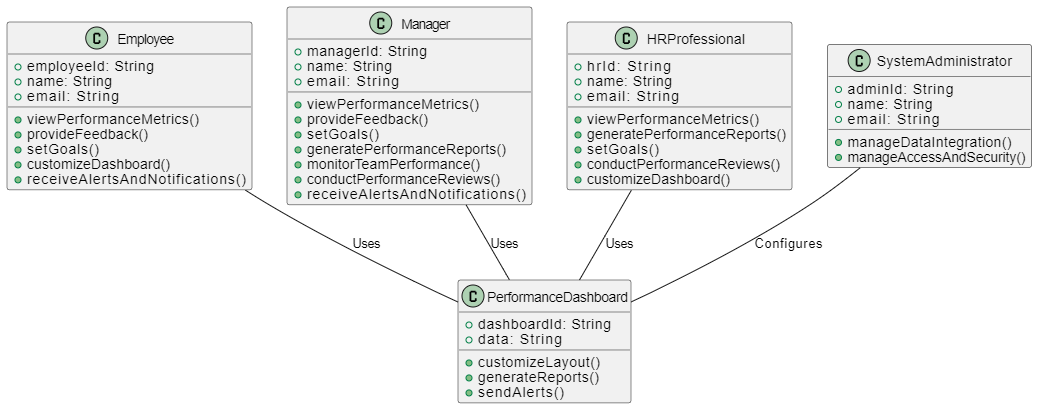 C Employee
employeeId: String
name: String
email: String
viewPerformanceMetrics()
provideFeedback()
setGoals()
customizeDashboard()
receiveAlertsAndNotifications()
C Manager
managerId: String
name: String
email: String
viewPerformanceMetrics()
provideFeedback()
setGoals()
generatePerformanceReports()
monitorTeamPerformance()
conductPerformanceReviews()
receiveAlertsAndNotifications()
C HRProfessional
hrId: String
name: String
email: String
viewPerformanceMetrics()
generatePerformanceReports()
setGoals()
conductPerformanceReviews()
customizeDashboard()
C SystemAdministrator
adminId: String
name: String
email: String
manageDataIntegration()
manageAccessAndSecurity()
Uses
Uses
Uses
Configures
C PerformanceDashboard
dashboardId: String
data: String
customizeLayout()
generateReports()
sendAlerts()